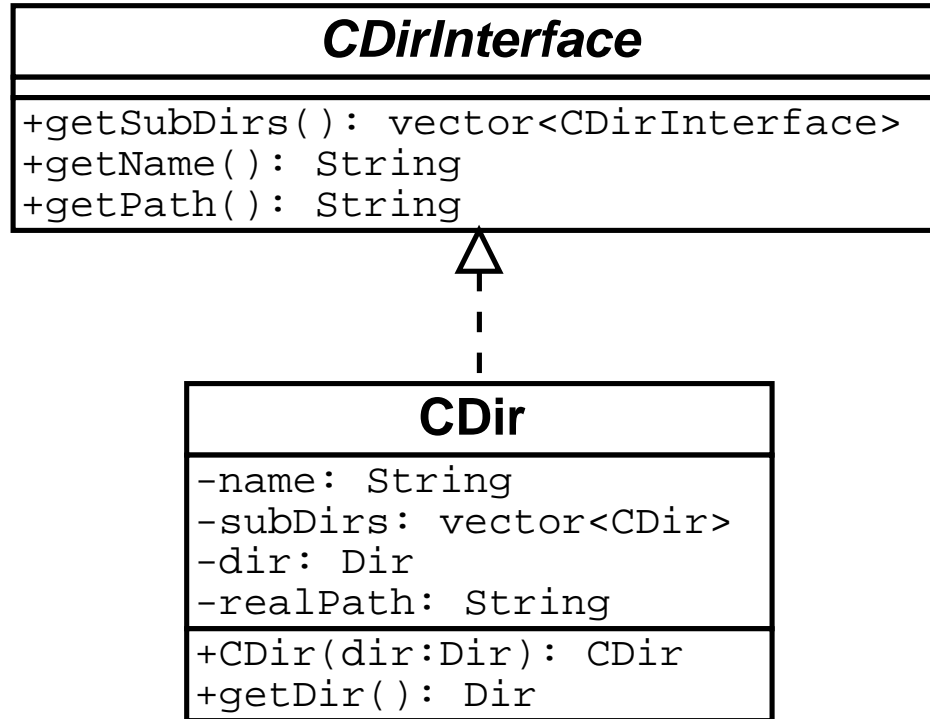 CDirInterface
+getSubDirs(): vector<CDirInterface>
+getName(): String
+getPath(): String
CDir
-name: String
-subDirs: vector<CDir>
-dir: Dir
-realPath: String
+CDir(dir:Dir): CDir
+getDir(): Dir